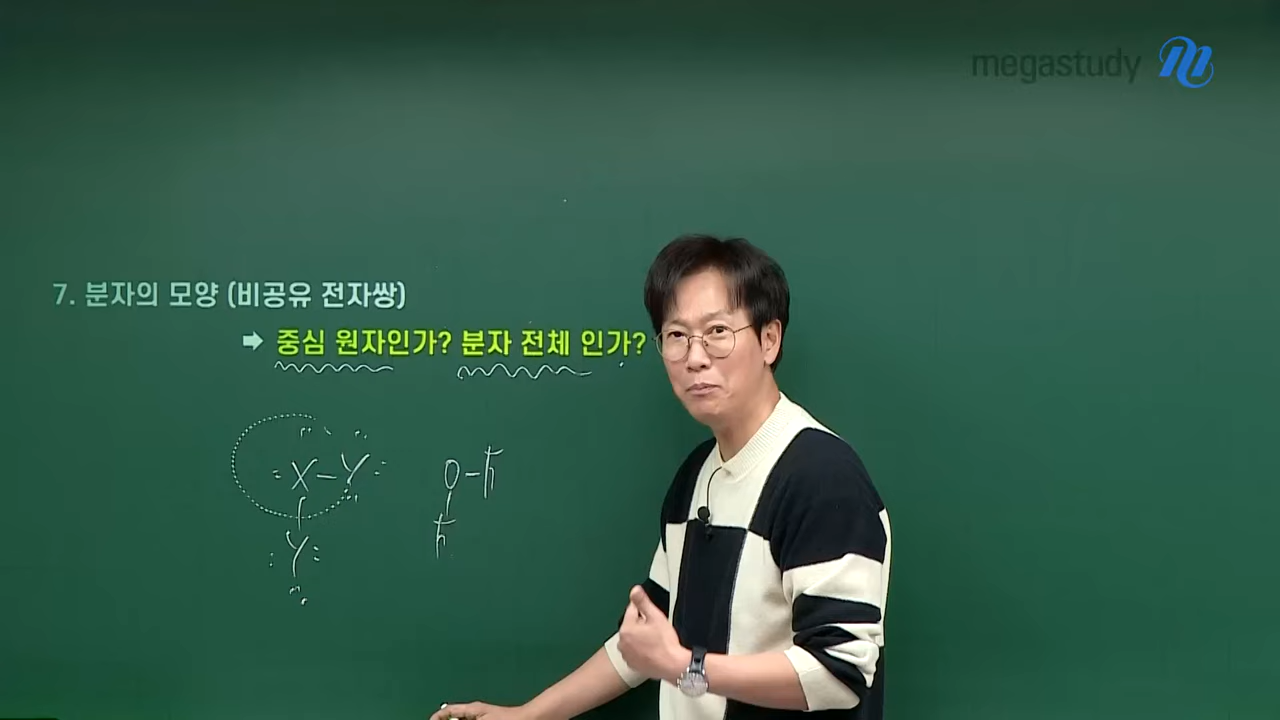 megastudy
7. 분자의 모양 (비공유 전자쌍)
➡ 중심 원자인가? 분자 전체 인가?
X - Y
O - H
Y
H